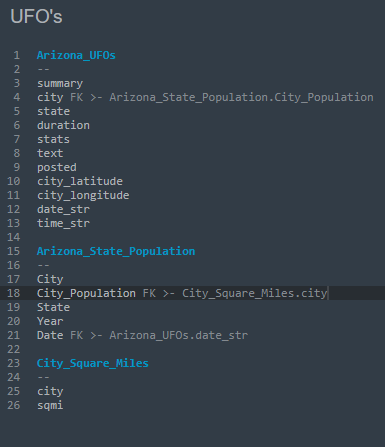 UFO's
1 Arizona_UFOs
2 --
3 summary
4 city FK >- Arizona_State_Population.City_Population
5 state
6 duration
7 stats
8 text
9 posted
10 city_latitude
11 city_longitude
12 date_str
13 time_str
14
15 Arizona_State_Population
16 --
17 City
18 City_Population FK >- City_Square_Miles.city
19 State
20 Year
21 Date FK >- Arizona_UFOs.date_str
22
23 City_Square_Miles
24 --
25 city
26 sqmi